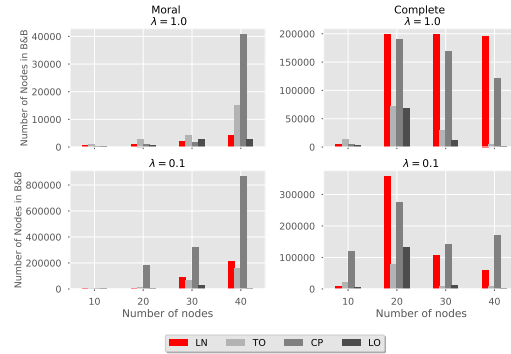 Moral
λ = 1.0
Complete
λ = 1.0
Number of Nodes in B&B
40000
30000
20000
10000
0
200000
150000
100000
50000
0
λ = 0.1
λ = 0.1
Number of Nodes in B&B
800000
600000
400000
200000
0
300000
200000
100000
0
10 20 30 40
10 20 30 40
Number of nodes
Number of nodes
LN TO CP LO